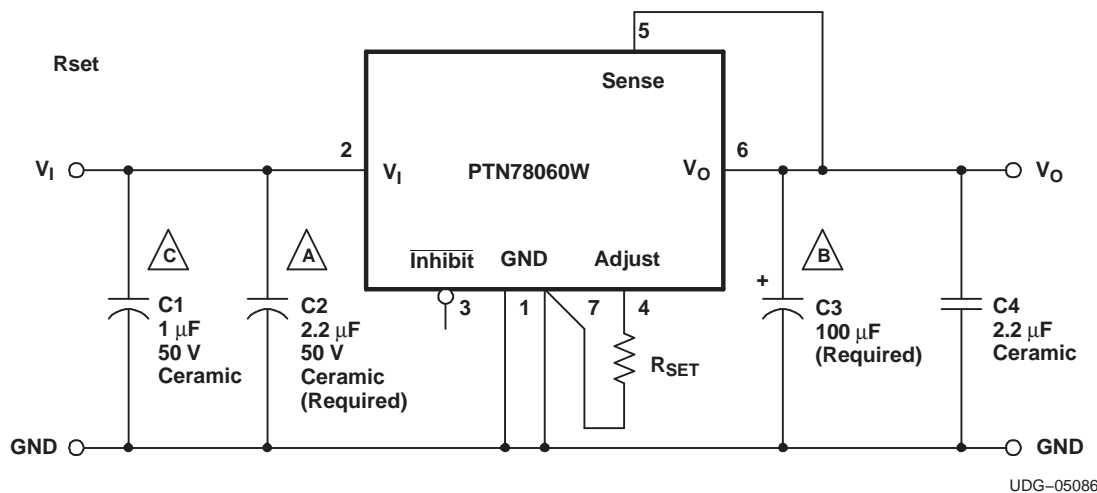 5
Rset
Sense
2
6
V_I
V_I
PTN78060W
V_O
V_O
C
A
B
Inhibit
GND
Adjust
3
1
7
4
+
C1
1 μF
50 V
Ceramic
C2
2.2 μF
50 V
Ceramic
(Required)
R_SET
C3
100 μF
(Required)
C4
2.2 μF
Ceramic
GND
GND
UDG–05086